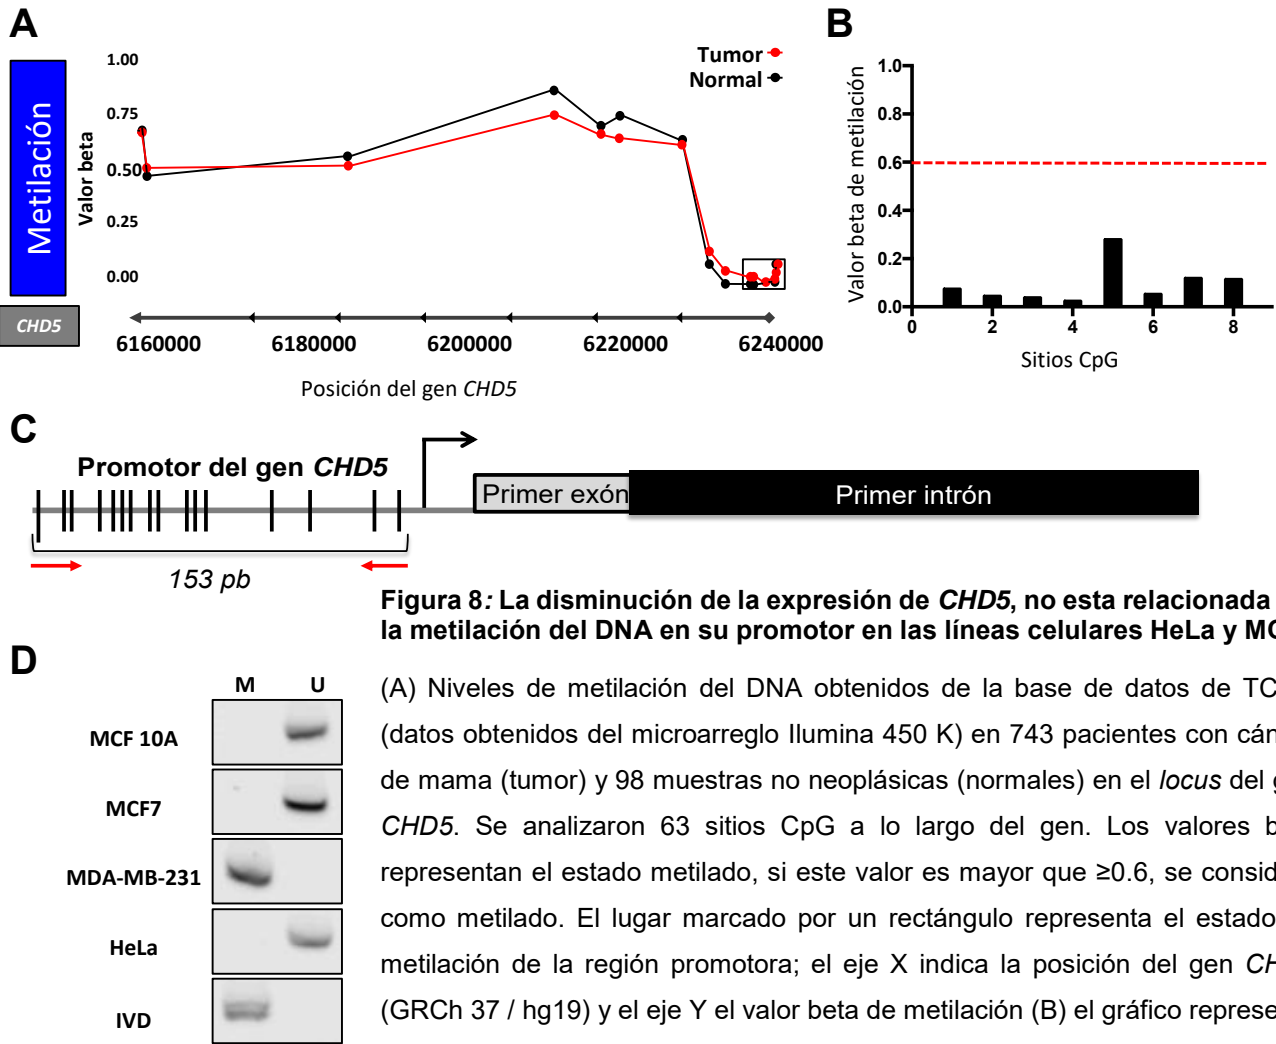 A
B
Metilación
Valor beta
1.00
0.75
0.50
0.25
0.00
Tumor
Normal
CHD5
6160000
6180000
6200000
6220000
6240000
Posición del gen CHD5
Valor beta de metilación
1.0
0.8
0.6
0.4
0.2
0.0
0
2
4
6
8
Sitios CpG
C
Promotor del gen CHD5
Primer exón
Primer intrón
153 pb
Figura 8: La disminución de la expresión de CHD5, no esta relacionada
la metilación del DNA en su promotor en las líneas celulares HeLa y
D
M
U
MCF 10A
MCF7
MDA-MB-231
HeLa
IVD
(A) Niveles de metilación del DNA obtenidos de la base de datos de
(datos obtenidos del microarreglo Ilumina 450 K) en 743 pacientes con
de mama (tumor) y 98 muestras no neoplásicas (normales) en el locus del
CHD5. Se analizaron 63 sitios CpG a lo largo del gen. Los valores
representan el estado metilado, si este valor es mayor que ≥0.6, se
como metilado. El lugar marcado por un rectángulo representa el estado
metilación de la región promotora; el eje X indica la posición del gen
(GRCh 37 / hg19) y el eje Y el valor beta de metilación (B) el gráfico